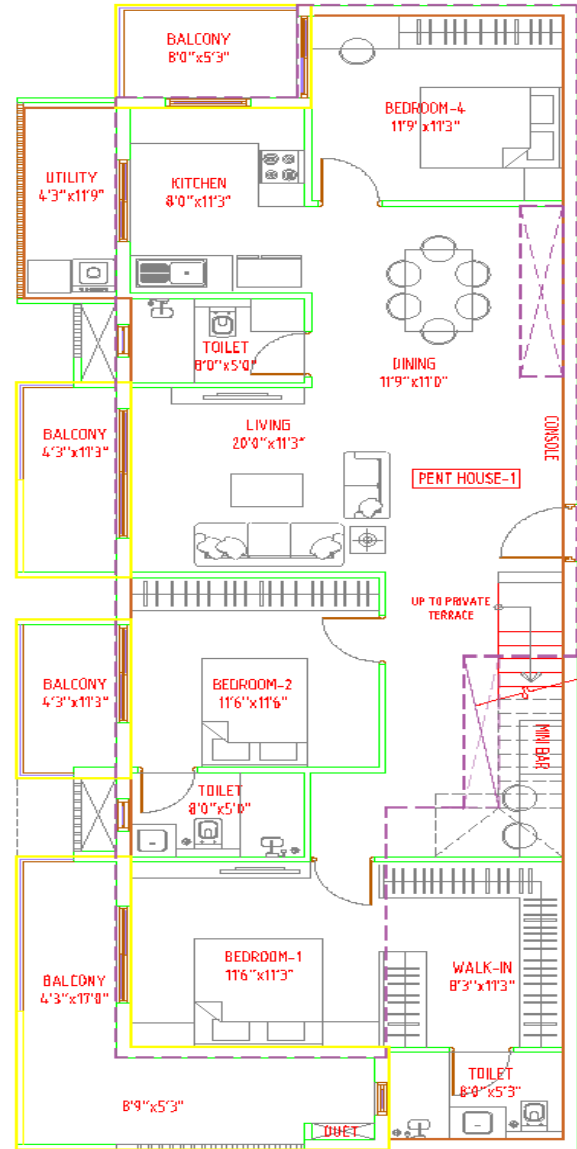 BALCONY
8'0"x5'3"
BEDROOM-4
11'9"x11'3"
UTILITY
4'3"x11'9"
KITCHEN
8'0"x11'3"
TOILET
8'0"x5'0"
DINING
11'9"x11'0"
BALCONY
4'3"x11'3"
LIVING
20'0"x11'3"
CONSOLE
PENT HOUSE-1
UP TO PRIVATE
TERRACE
BALCONY
4'3"x11'3"
BEDROOM-2
11'6"x11'6"
MINI BAR
TOILET
8'0"x5'0"
BALCONY
4'3"x17'8"
BEDROOM-1
11'6"x11'3"
WALK-IN
8'3"x11'3"
TOILET
8'0"x5'3"
8'9"x5'3"
DUCT